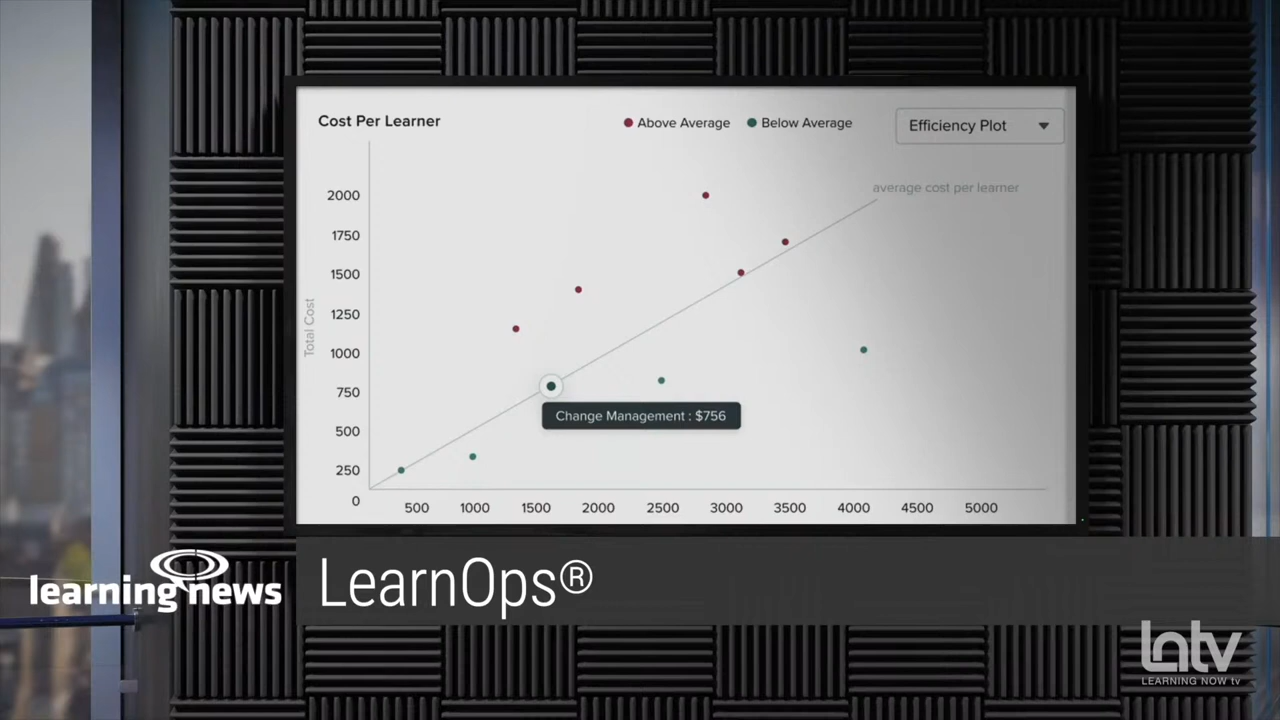 Cost Per Learner
Above Average
Below Average
Efficiency Plot
average cost per learner
2000
1750
1500
1250
1000
750
500
250
0
Total Cost
Change Management : $756
500 1000 1500 2000 2500 3000 3500 4000 4500 5000
learning news
LearnOps®
lntv
LEARNING NOW tv